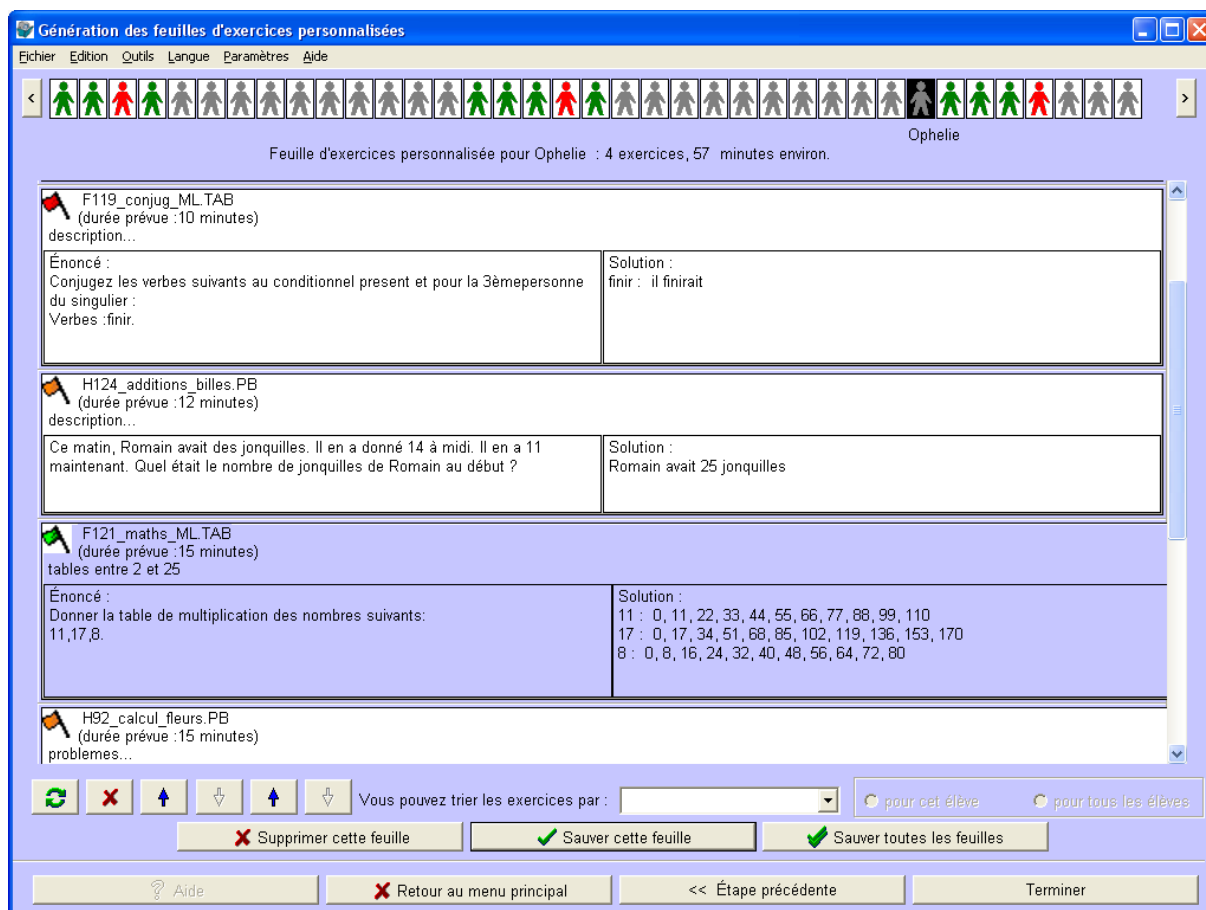 Génération des feuilles d'exercices personnalisées
Fichier Edition Outils Langue Paramètres Aide
< >
Ophelie
Feuille d'exercices personnalisée pour Ophelie : 4 exercices, 57 minutes environ.
F119_conjug_ML.TAB
(durée prévue :10 minutes)
description...
Énoncé :
Conjugez les verbes suivants au conditionnel present et pour la 3èmepersonne
du singulier :
Verbes :finir.
Solution :
finir : il finirait
H124_additions_billes.PB
(durée prévue :12 minutes)
description...
Ce matin, Romain avait des jonquilles. Il en a donné 14 à midi. Il en a 11
maintenant. Quel était le nombre de jonquilles de Romain au début ?
Solution :
Romain avait 25 jonquilles
F121_maths_ML.TAB
(durée prévue :15 minutes)
tables entre 2 et 25
Énoncé :
Donner la table de multiplication des nombres suivants:
11,17,8.
Solution :
11 : 0, 11, 22, 33, 44, 55, 66, 77, 88, 99, 110
17 : 0, 17, 34, 51, 68, 85, 102, 119, 136, 153, 170
8 : 0, 8, 16, 24, 32, 40, 48, 56, 64, 72, 80
H92_calcul_fleurs.PB
(durée prévue :15 minutes)
problemes...
Vous pouvez trier les exercices par :
pour cet élève pour tous les élèves
Supprimer cette feuille Sauver cette feuille Sauver toutes les feuilles
? Aide Retour au menu principal << Étape précédente Terminer